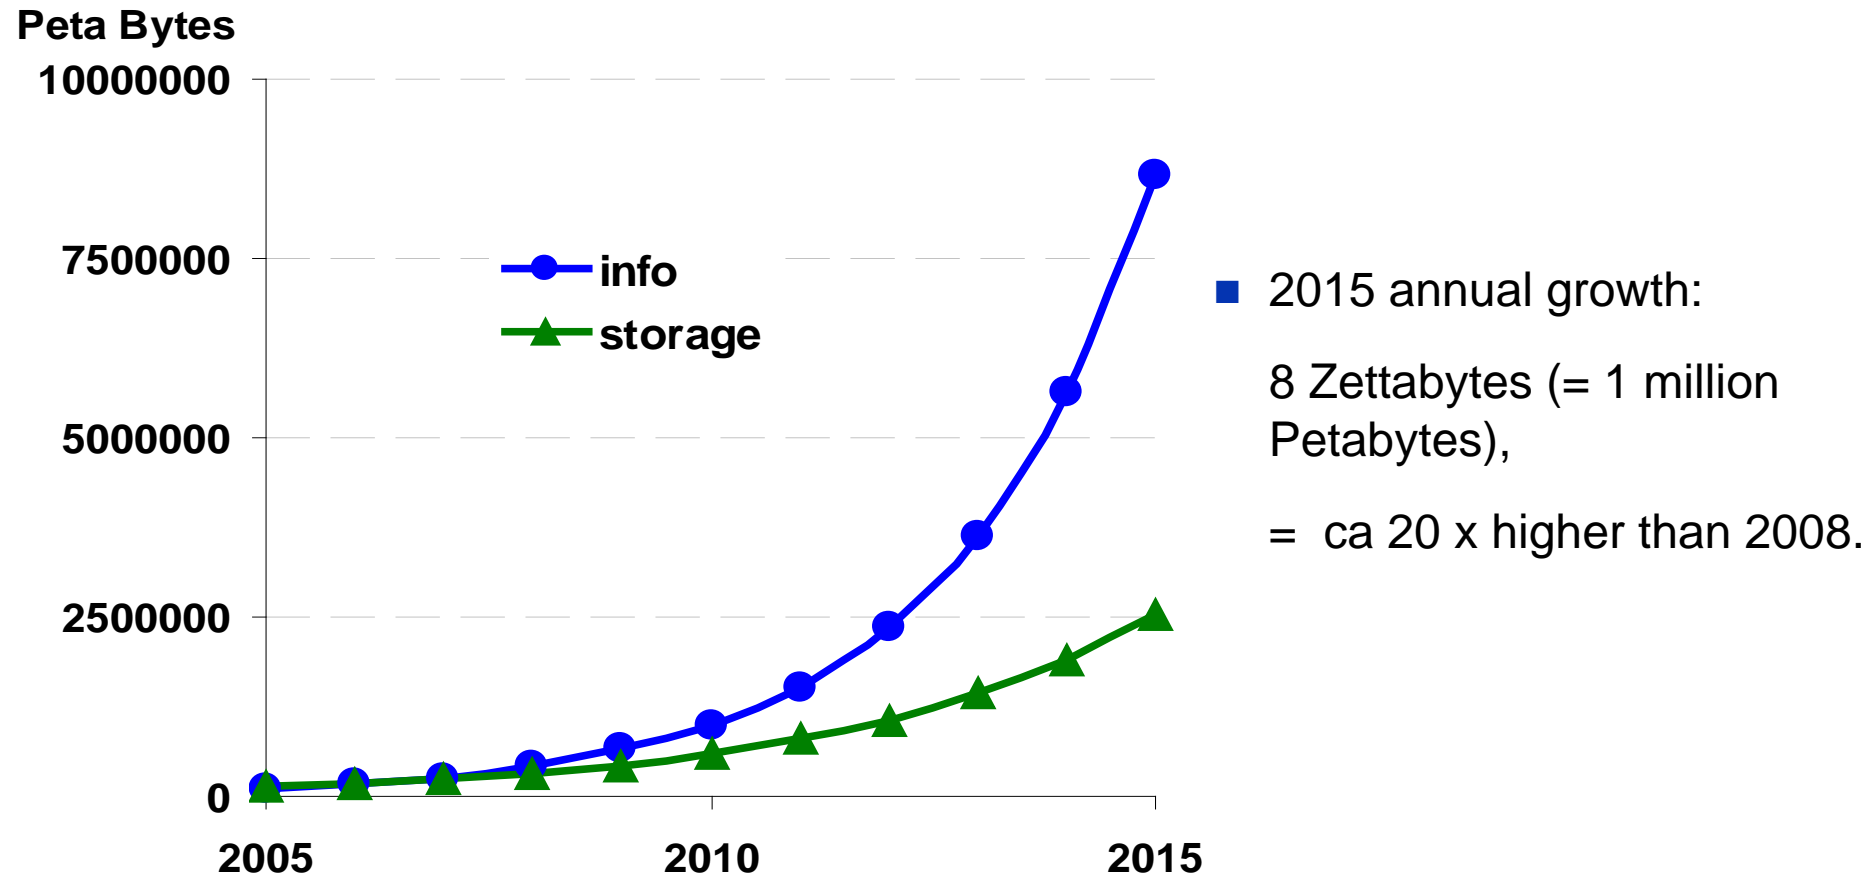 Peta Bytes
10000000
7500000
5000000
2500000
0
2005
2010
2015
info
storage
2015 annual growth:
8 Zettabytes (= 1 million
Petabytes),
= ca 20 x higher than 2008.